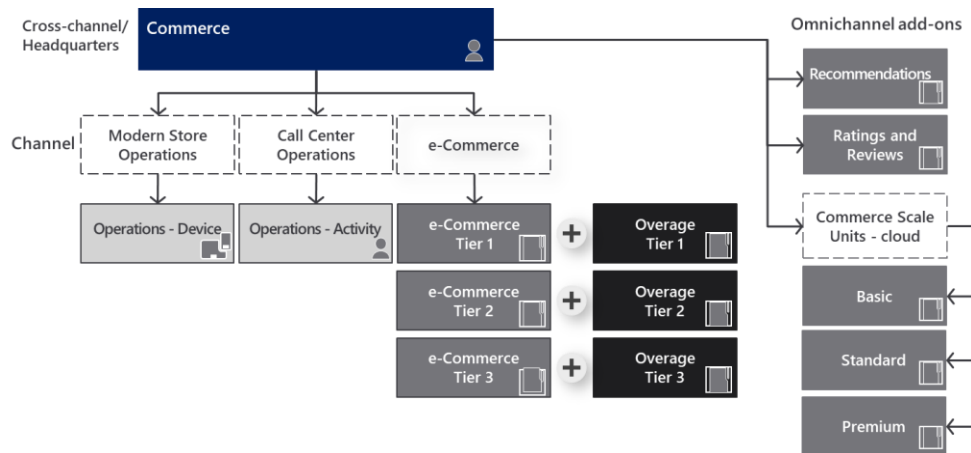 Cross-channel/
Headquarters
Commerce
Omnichannel add-ons
Recommendations
Channel
Modern Store
Operations
Call Center
Operations
e-Commerce
Ratings and
Reviews
Operations - Device
Operations - Activity
e-Commerce
Tier 1
+
Overage
Tier 1
Commerce Scale
Units - cloud
e-Commerce
Tier 2
+
Overage
Tier 2
Basic
e-Commerce
Tier 3
+
Overage
Tier 3
Standard
Premium